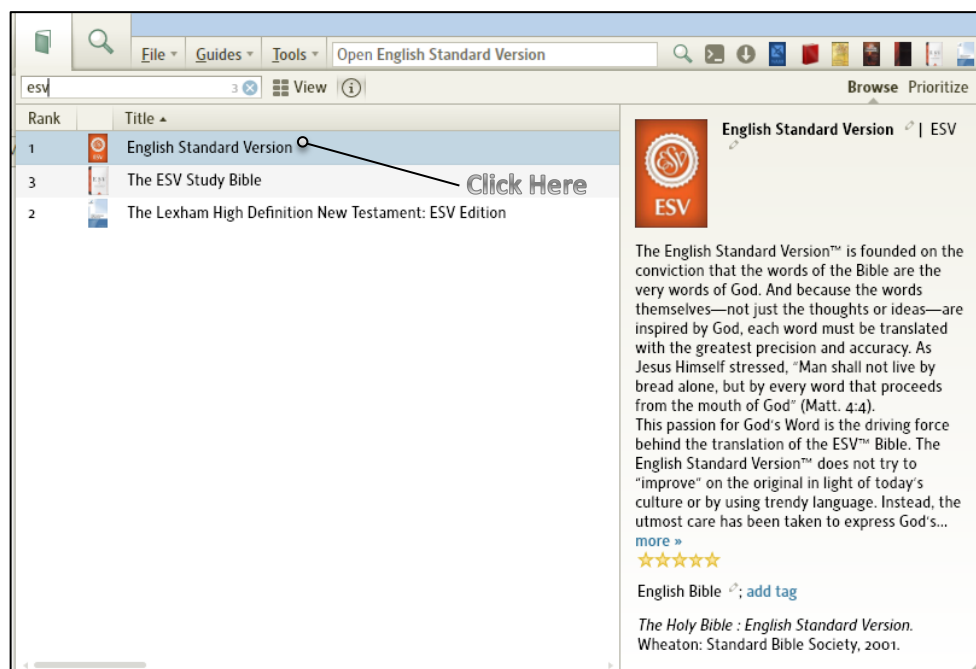 File Guides Tools Open English Standard Version
esv 3 View Browse Prioritize
Rank Title
1 English Standard Version
3 The ESV Study Bible
2 The Lexham High Definition New Testament: ESV Edition
Click Here
English Standard Version | ESV
ESV
ESV
The English Standard Version™ is founded on the
conviction that the words of the Bible are the
very words of God. And because the words
themselves—not just the thoughts or ideas—are
inspired by God, each word must be translated
with the greatest precision and accuracy. As
Jesus Himself stressed, “Man shall not live by
bread alone, but by every word that proceeds
from the mouth of God” (Matt. 4:4).
This passion for God's Word is the driving force
behind the translation of the ESV™ Bible. The
English Standard Version™ does not try to
“improve” on the original in light of today's
culture or by using trendy language. Instead, the
utmost care has been taken to express God's...
more »
English Bible ; add tag
The Holy Bible : English Standard Version.
Wheaton: Standard Bible Society, 2001.